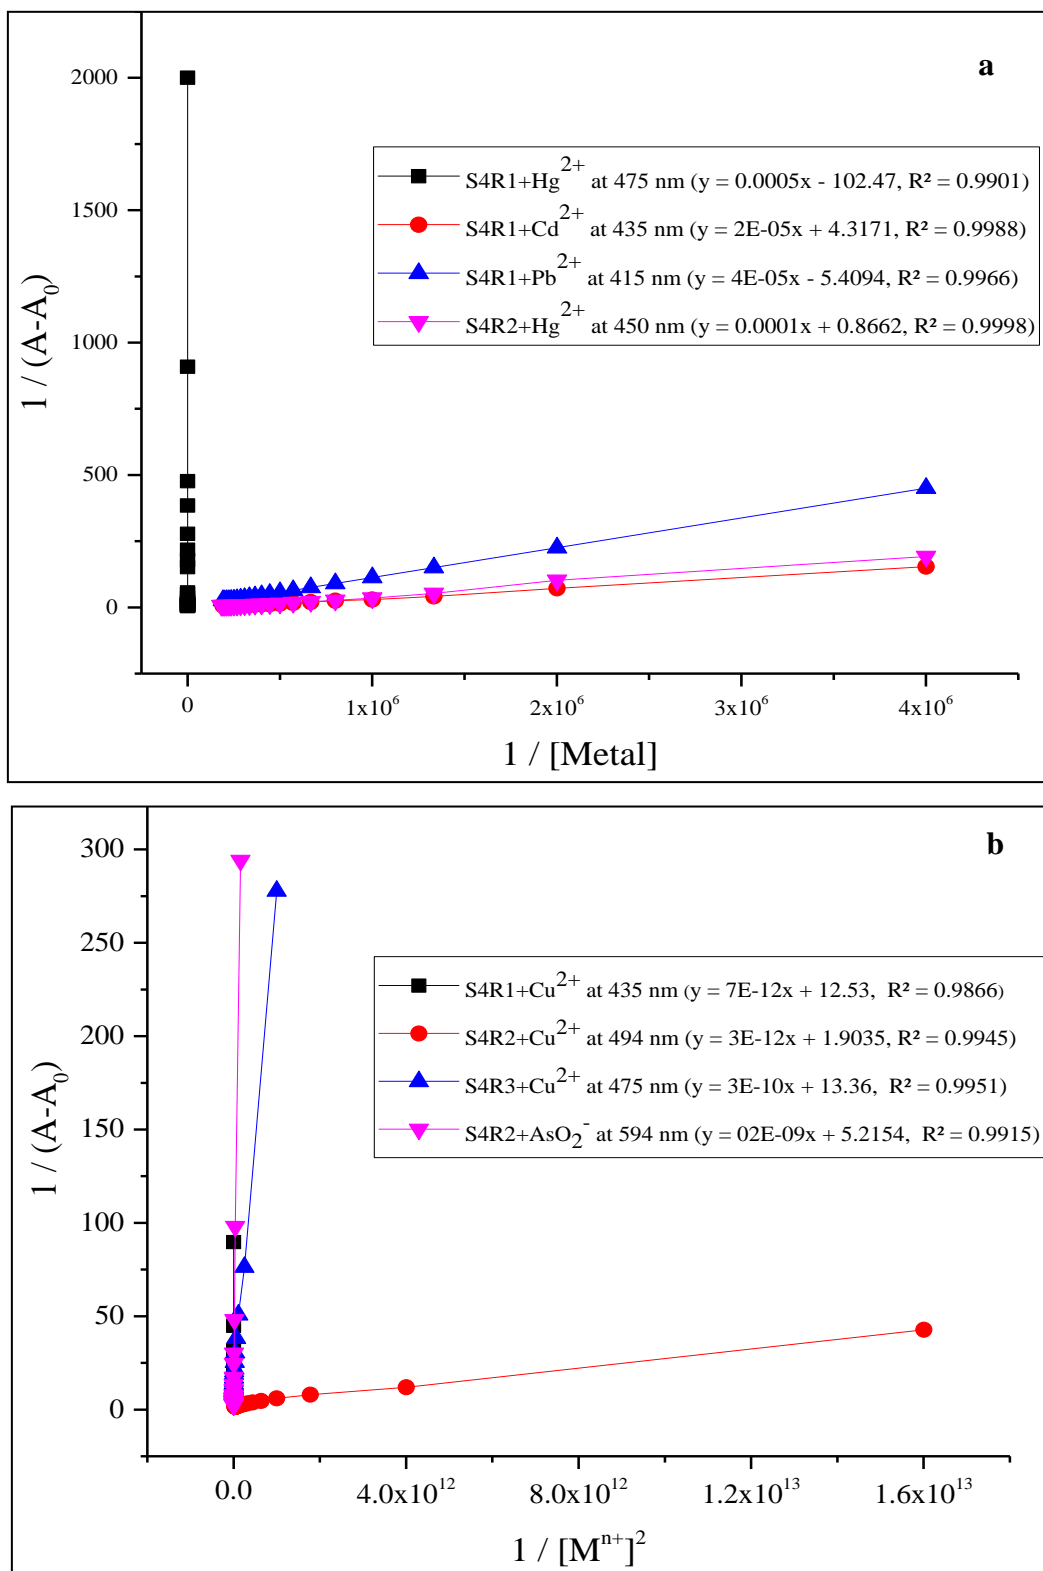 a
2000
1500
1000
500
0
1 / (A-A0)
S4R1+Hg2+ at 475 nm (y = 0.0005x - 102.47, R² = 0.9901)
S4R1+Cd2+ at 435 nm (y = 2E-05x + 4.3171, R² = 0.9988)
S4R1+Pb2+ at 415 nm (y = 4E-05x - 5.4094, R² = 0.9966)
S4R2+Hg2+ at 450 nm (y = 0.0001x + 0.8662, R² = 0.9998)
0 1x10^6 2x10^6 3x10^6 4x10^6
1 / [Metal]
b
300
250
200
150
100
50
0
1 / (A-A0)
S4R1+Cu2+ at 435 nm (y = 7E-12x + 12.53, R² = 0.9866)
S4R2+Cu2+ at 494 nm (y = 3E-12x + 1.9035, R² = 0.9945)
S4R3+Cu2+ at 475 nm (y = 3E-10x + 13.36, R² = 0.9951)
S4R2+AsO2- at 594 nm (y = 02E-09x + 5.2154, R² = 0.9915)
0.0 4.0x10^12 8.0x10^12 1.2x10^13 1.6x10^13
1 / [M^n+]^2